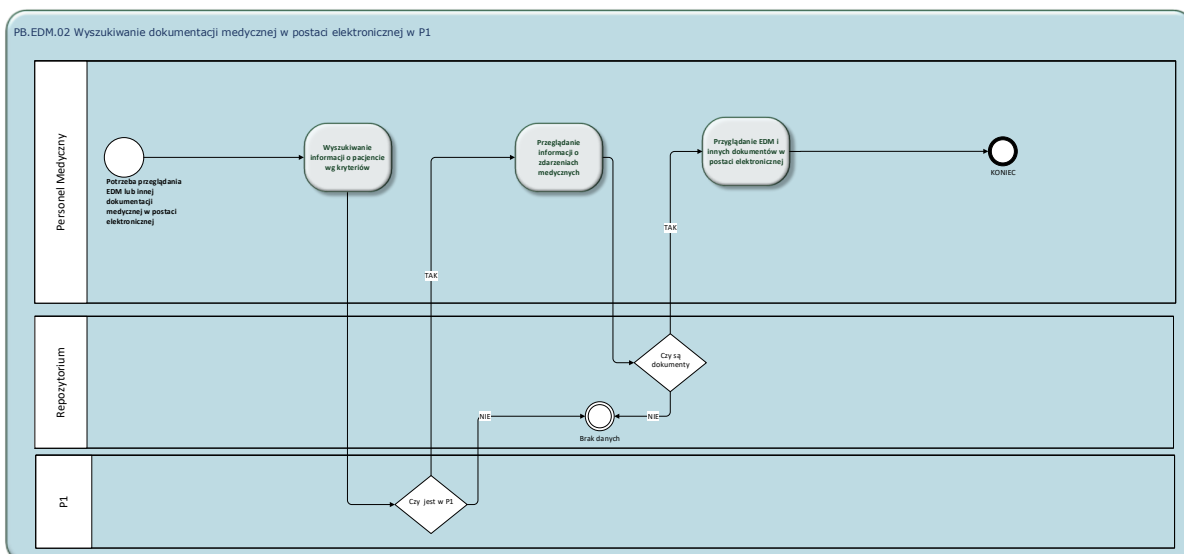 PB.EDM.02 Wyszukiwanie dokumentacji medycznej w postaci elektronicznej w P1
Personel Medyczny
Potrzeba przeglądania
EDM lub innej
dokumentacji
medycznej w postaci
elektronicznej
Wyszukiwanie
informacji o pacjencie
wg kryteriów
Przeglądanie
informacji o
zdarzeniach
medycznych
Przyglądanie EDM i
innych dokumentów w
postaci elektronicznej
KONIEC
TAK
TAK
Repozytorium
Czy są
dokumenty
NIE
NIE
Brak danych
P1
Czy jest w P1